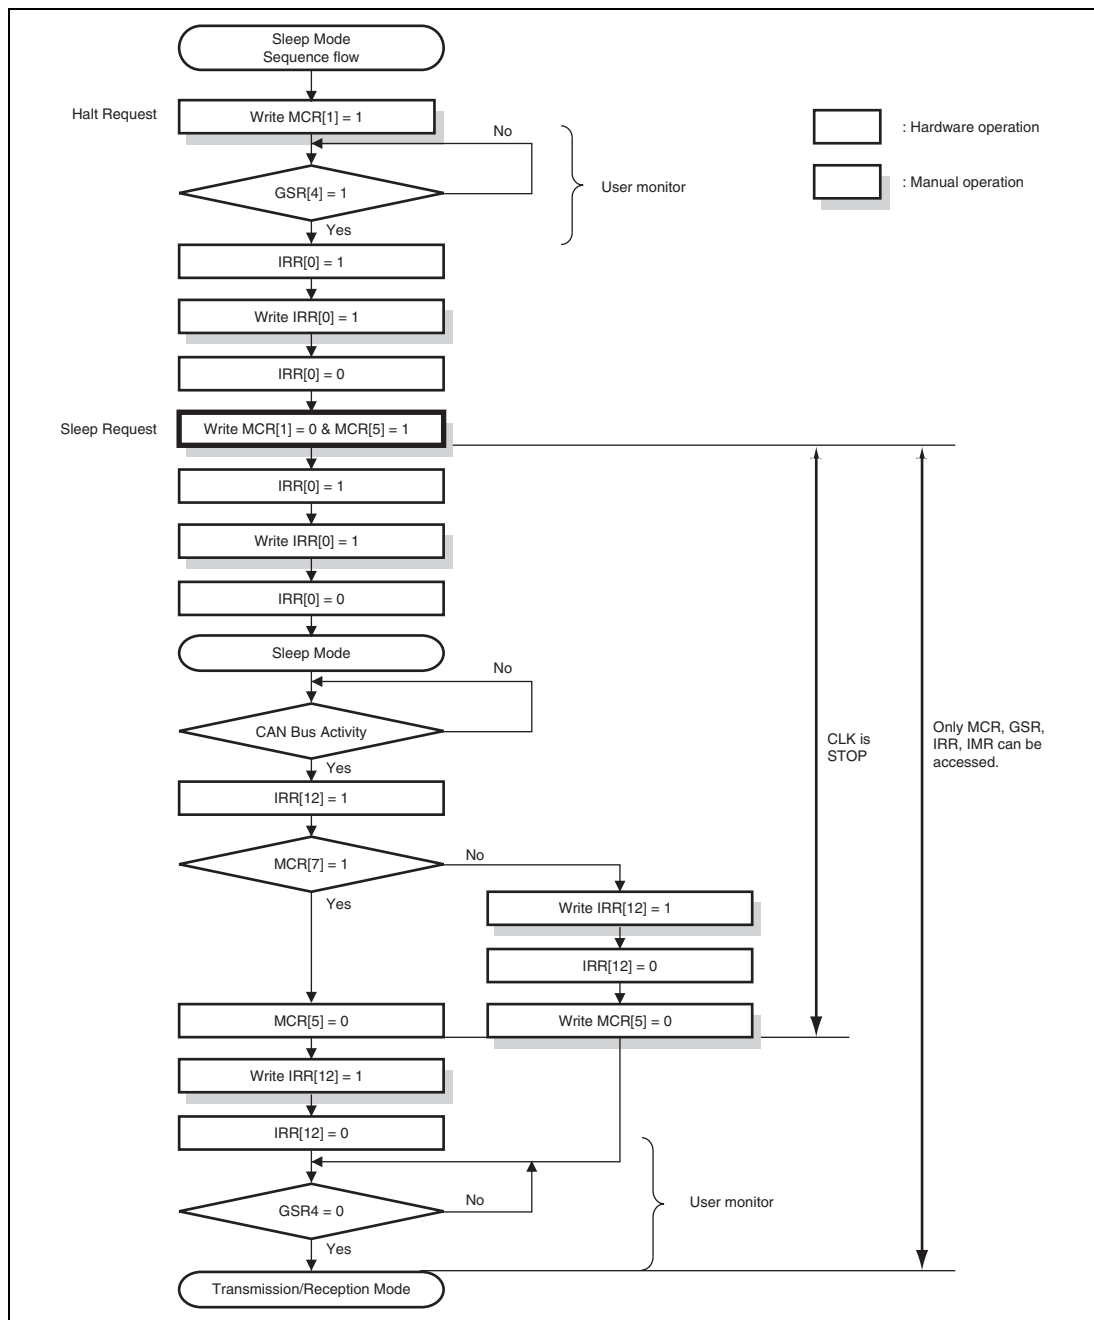 Sleep Mode
Sequence flow
Halt Request
Write MCR[1] = 1
No
GSR[4] = 1
User monitor
Yes
: Hardware operation
: Manual operation
IRR[0] = 1
Write IRR[0] = 1
IRR[0] = 0
Sleep Request
Write MCR[1] = 0 & MCR[5] = 1
IRR[0] = 1
Write IRR[0] = 1
IRR[0] = 0
Sleep Mode
No
CAN Bus Activity
Yes
CLK is
STOP
Only MCR, GSR,
IRR, IMR can be
accessed.
IRR[12] = 1
MCR[7] = 1
No
Yes
Write IRR[12] = 1
IRR[12] = 0
MCR[5] = 0
Write MCR[5] = 0
Write IRR[12] = 1
IRR[12] = 0
GSR4 = 0
No
User monitor
Yes
Transmission/Reception Mode